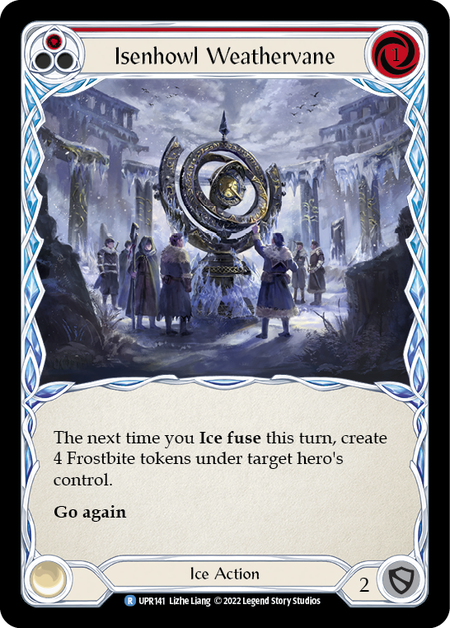 Isenhowl Weathervane
1
The next time you Ice fuse this turn, create
4 Frostbite tokens under target hero's
control.
Go again
Ice Action
2
R UPR141 Lizhe Liang © 2022 Legend Story Studios